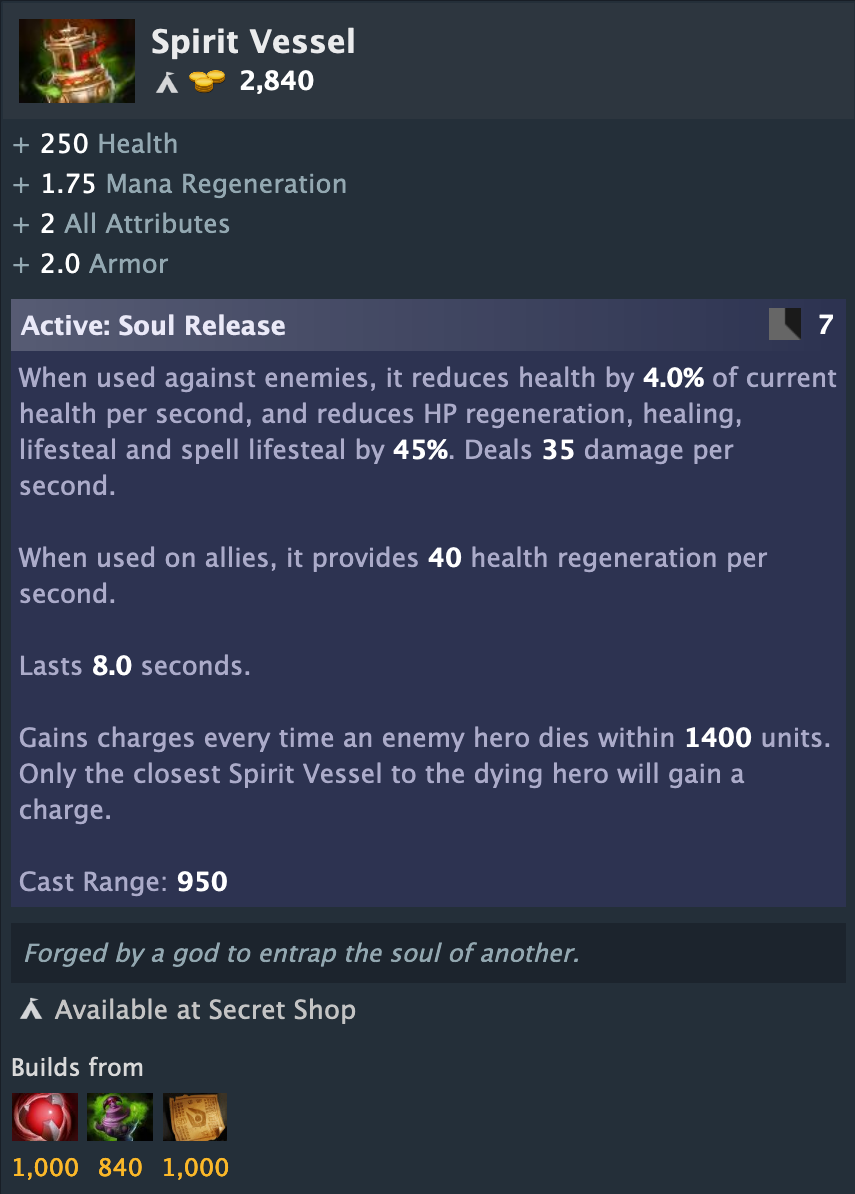 Spirit Vessel
2,840
+ 250 Health
+ 1.75 Mana Regeneration
+ 2 All Attributes
+ 2.0 Armor
Active: Soul Release 7
When used against enemies, it reduces health by 4.0% of current
health per second, and reduces HP regeneration, healing,
lifesteal and spell lifesteal by 45%. Deals 35 damage per
second.
When used on allies, it provides 40 health regeneration per
second.
Lasts 8.0 seconds.
Gains charges every time an enemy hero dies within 1400 units.
Only the closest Spirit Vessel to the dying hero will gain a
charge.
Cast Range: 950
Forged by a god to entrap the soul of another.
Available at Secret Shop
Builds from
1,000 840 1,000